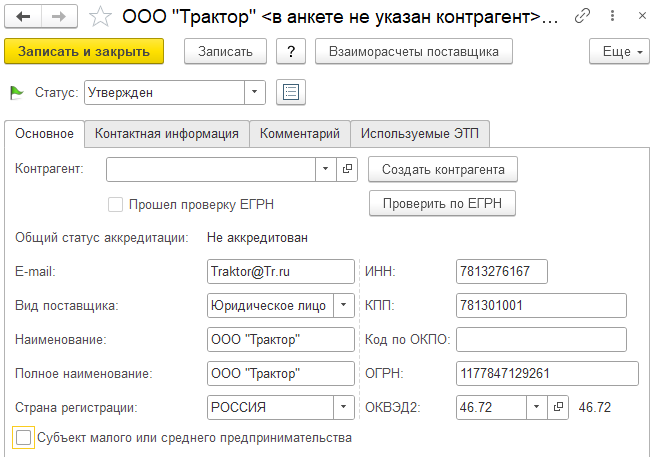 ООО "Трактор" <в анкете не указан контрагент>...
Записать и закрыть Записать ? Взаиморасчеты поставщика Еще
Статус: Утвержден
Основное Контактная информация Комментарий Используемые ЭТП
Контрагент: Создать контрагента
Прошел проверку ЕГРН Проверить по ЕГРН
Общий статус аккредитации: Не аккредитован
E-mail: Traktor@Tr.ru ИНН: 7813276167
Вид поставщика: Юридическое лицо КПП: 781301001
Наименование: ООО "Трактор" Код по ОКПО:
Полное наименование: ООО "Трактор" ОГРН: 1177847129261
Страна регистрации: РОССИЯ ОКВЭД2: 46.72 46.72
Субъект малого или среднего предпринимательства